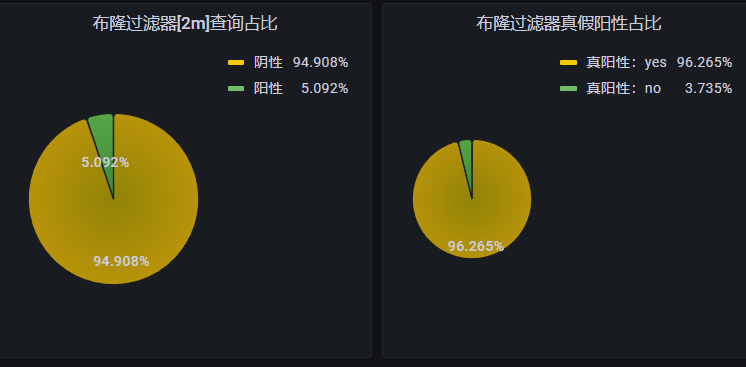 布隆过滤器[2m]查询占比
阴性 94.908%
阳性 5.092%
5.092%
94.908%
布隆过滤器真假阳性占比
真阳性：yes 96.265%
真阳性：no 3.735%
96.265%